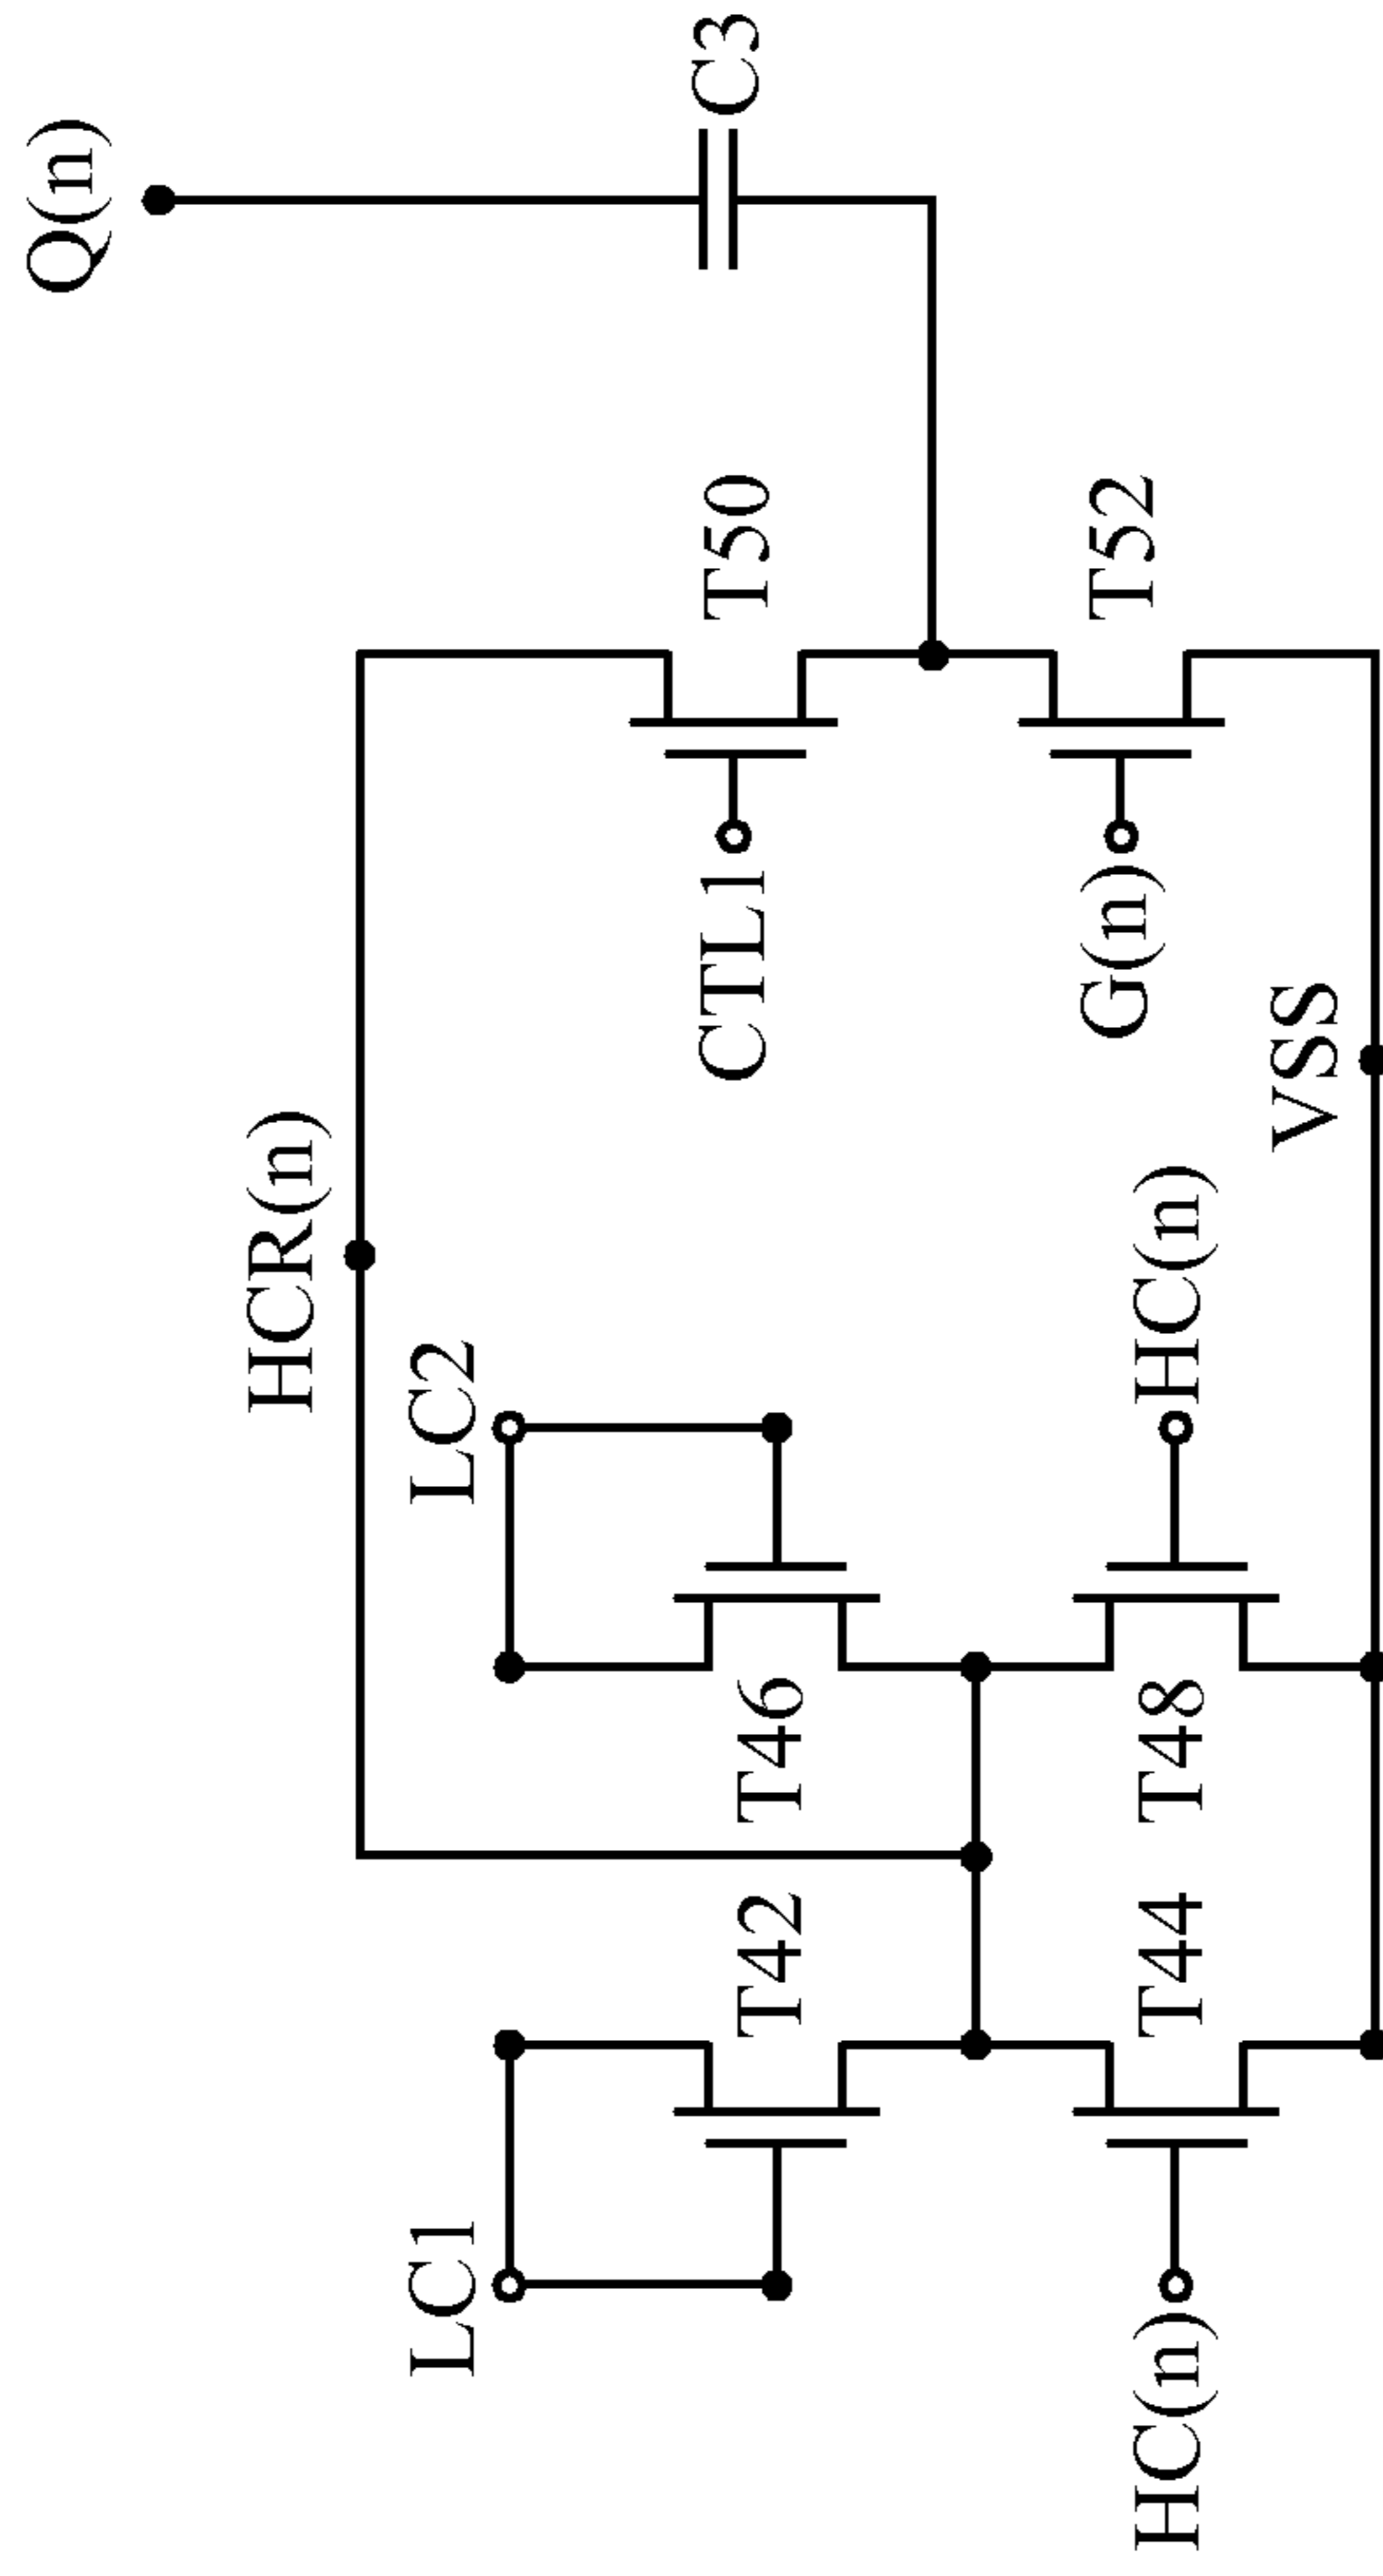 Q(n)
HCR(n)
LC1
LC2
T42
T46
T50
C3
CTL1
HC(n)
T44
T48
HC(n)
G(n)
T52
VSS